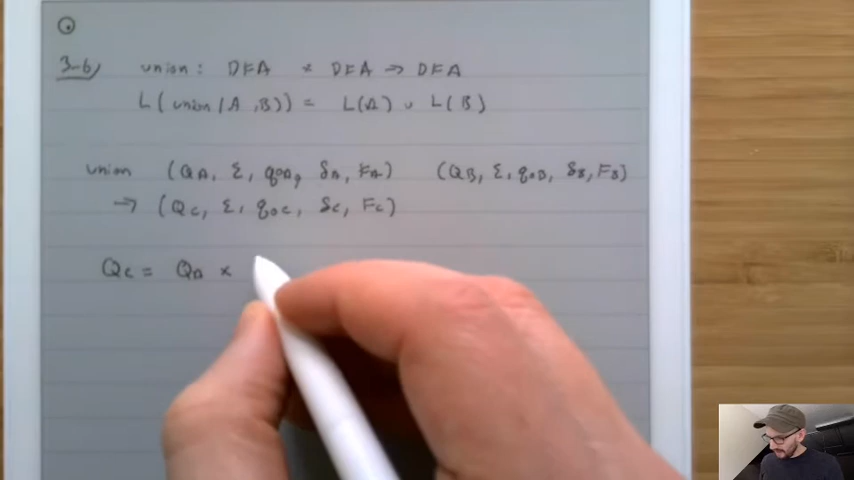 3-6/ union: DFA × DFA → DFA
L(union(A,B)) = L(A) ∪ L(B)
union (QA, Σ, q0A, δA, FA) (QB, Σ, q0B, δB, FB)
→ (QC, Σ, q0C, δC, FC)
QC = QA ×